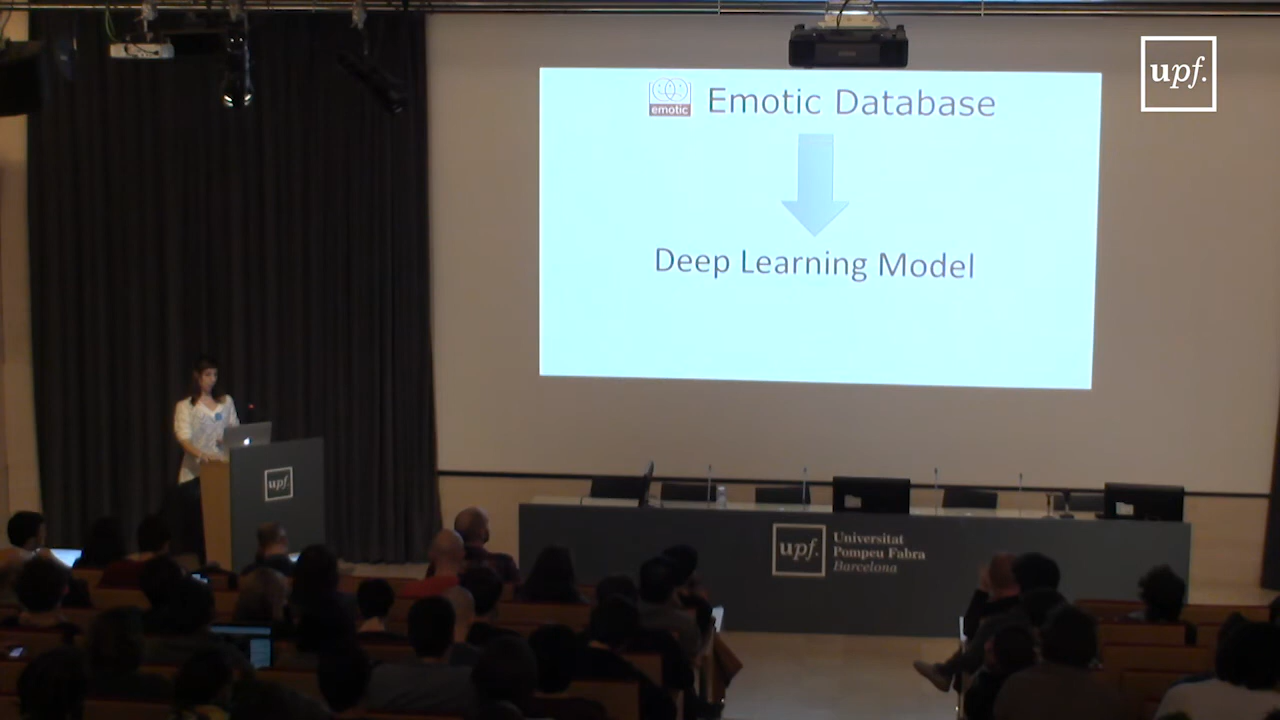 emotic
Emotic Database
Deep Learning Model
upf.
upf.
upf.
Universitat
Pompeu Fabra
Barcelona